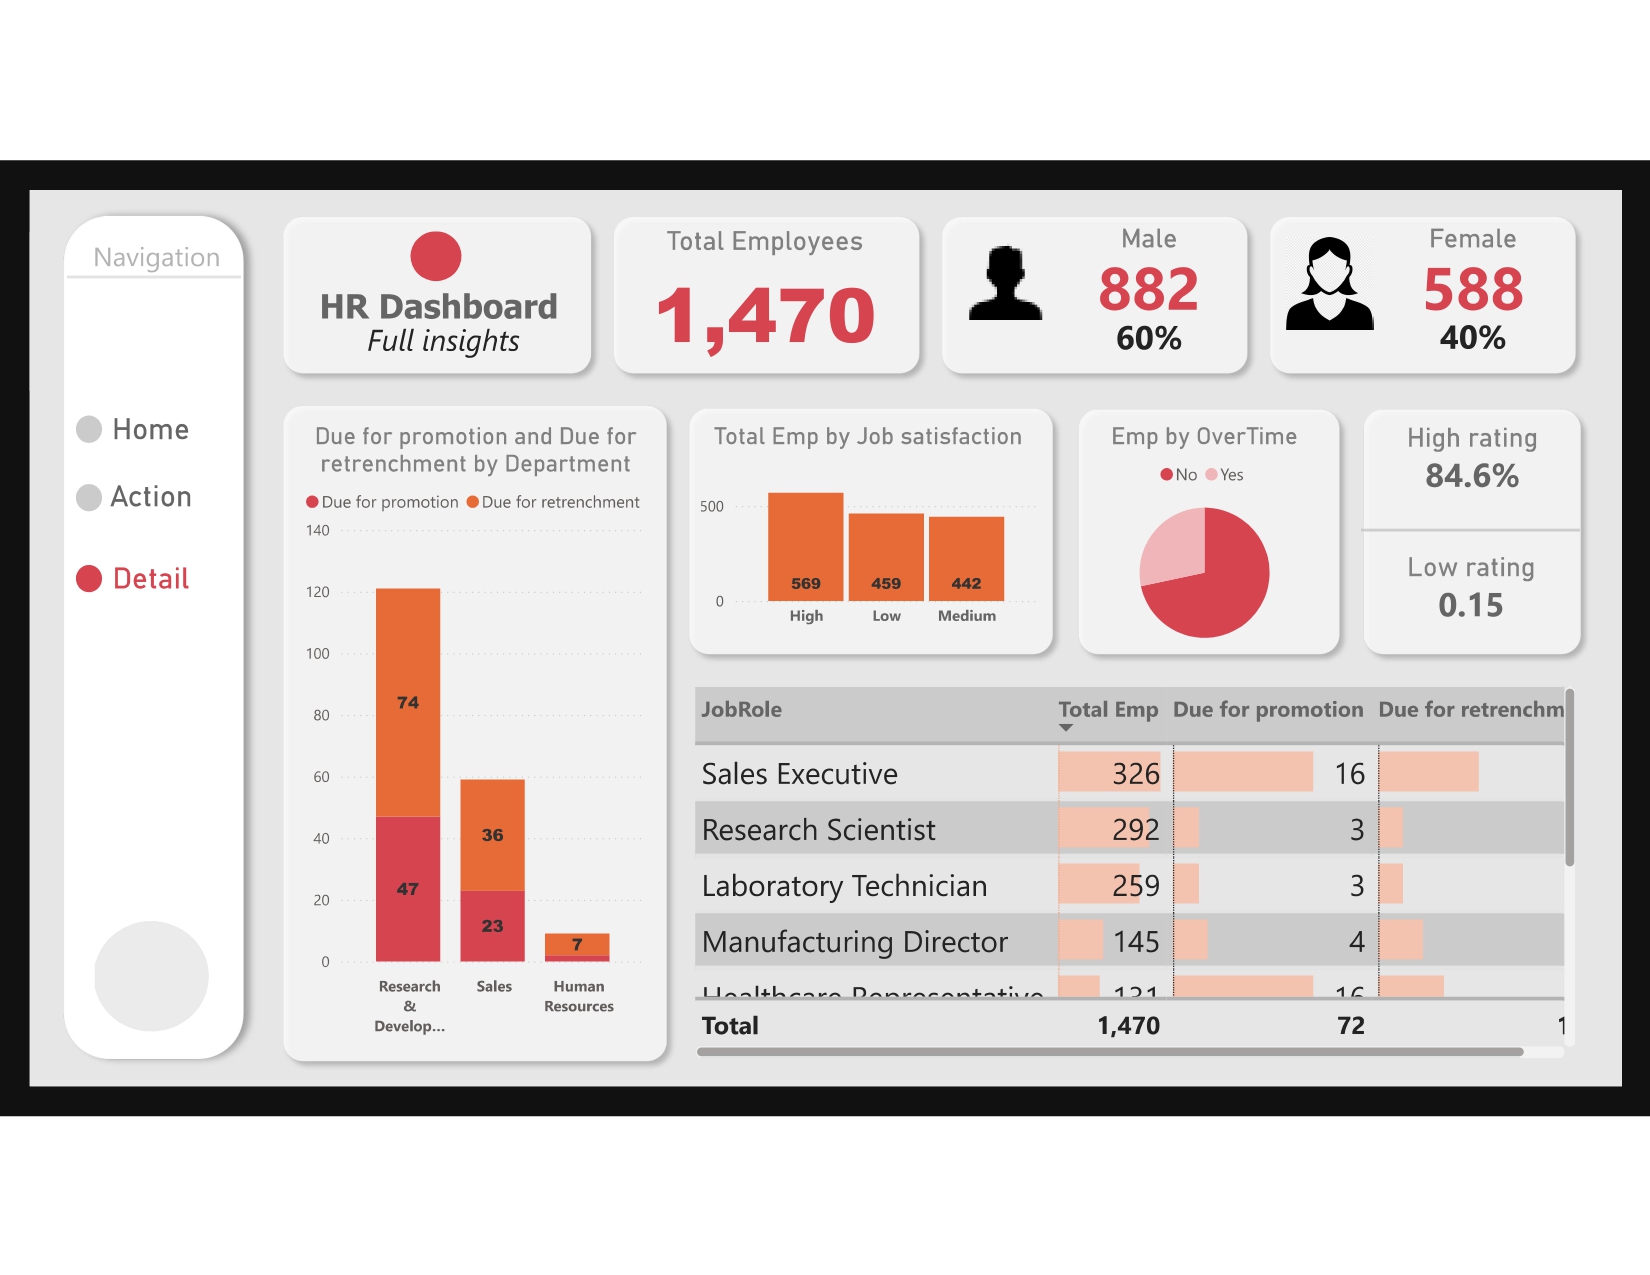 Navigation
Home
Action
Detail
HR Dashboard
Full insights
Total Employees
1,470
Male
882
60%
Female
588
40%
Due for promotion and Due for
retrenchment by Department
Due for promotion Due for retrenchment
140
120
100
80
60
40
20
0
74
47
36
23
7
Research
&
Develop...
Sales
Human
Resources
Total Emp by Job satisfaction
500
0
569
459
442
High
Low
Medium
Emp by OverTime
No Yes
High rating
84.6%
Low rating
0.15
JobRole Total Emp Due for promotion Due for retrenchm
Sales Executive 326 16
Research Scientist 292 3
Laboratory Technician 259 3
Manufacturing Director 145 4
Healthcare Representative 131 16
Total 1,470 72 1